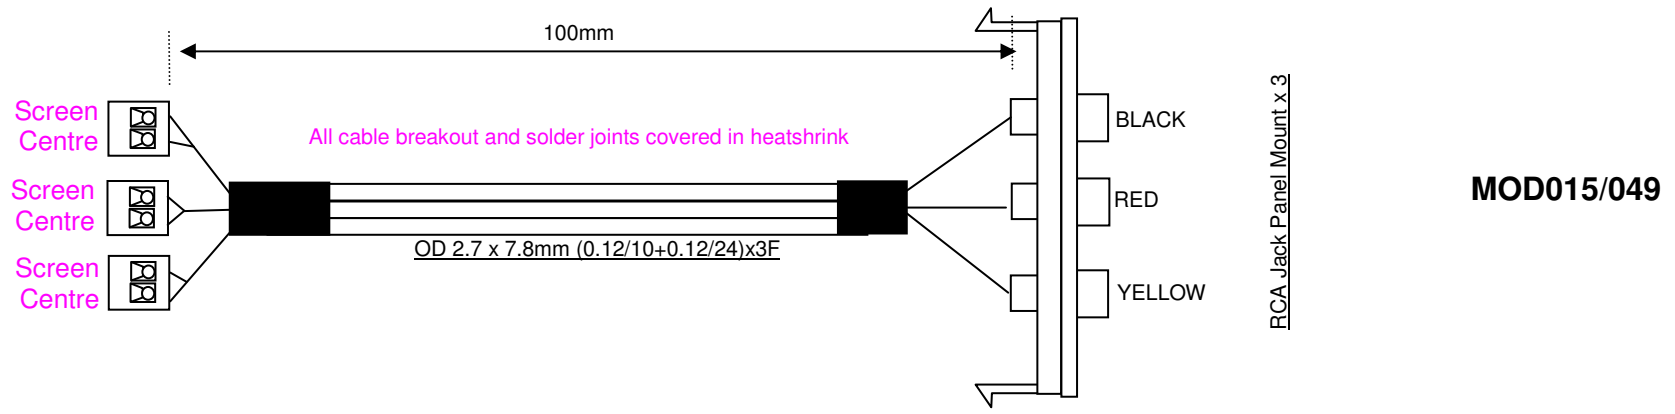 100mm
Screen
Centre
All cable breakout and solder joints covered in heatshrink
BLACK
Screen
Centre
RED
OD 2.7 x 7.8mm (0.12/10+0.12/24)x3F
Screen
Centre
YELLOW
RCA Jack Panel Mount x 3
MOD015/049